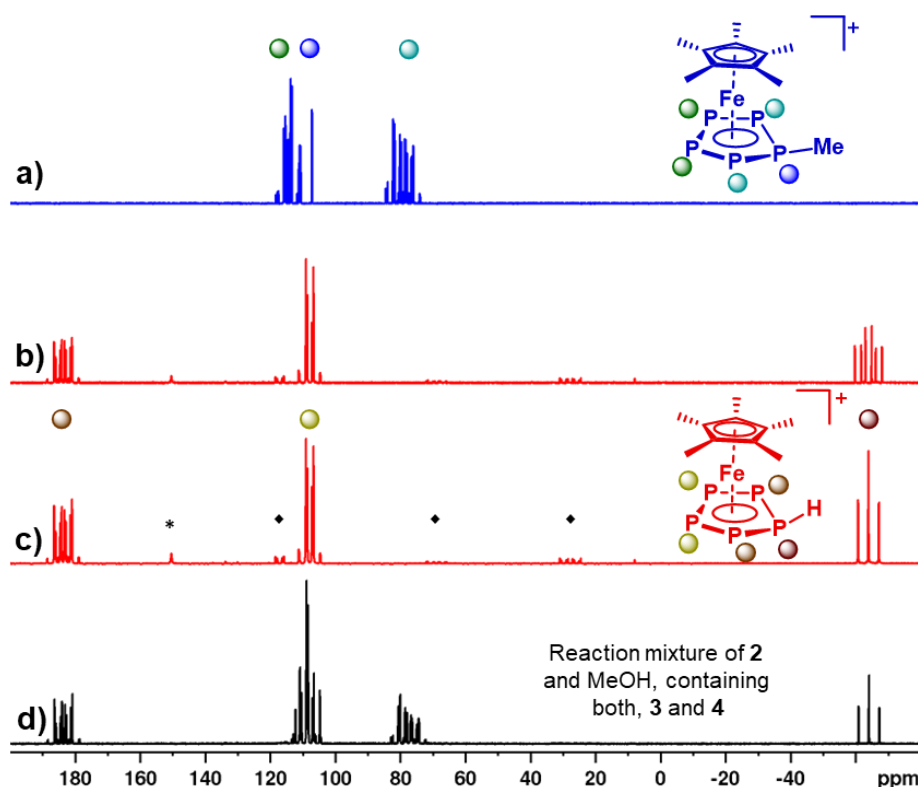 a)
]+
Fe
P P
P P P Me
b)
c)
*
]+
Fe
P P
P P P H
d)
Reaction mixture of 2
and MeOH, containing
both, 3 and 4
180 160 140 120 100 80 60 40 20 0 -20 -40 ppm